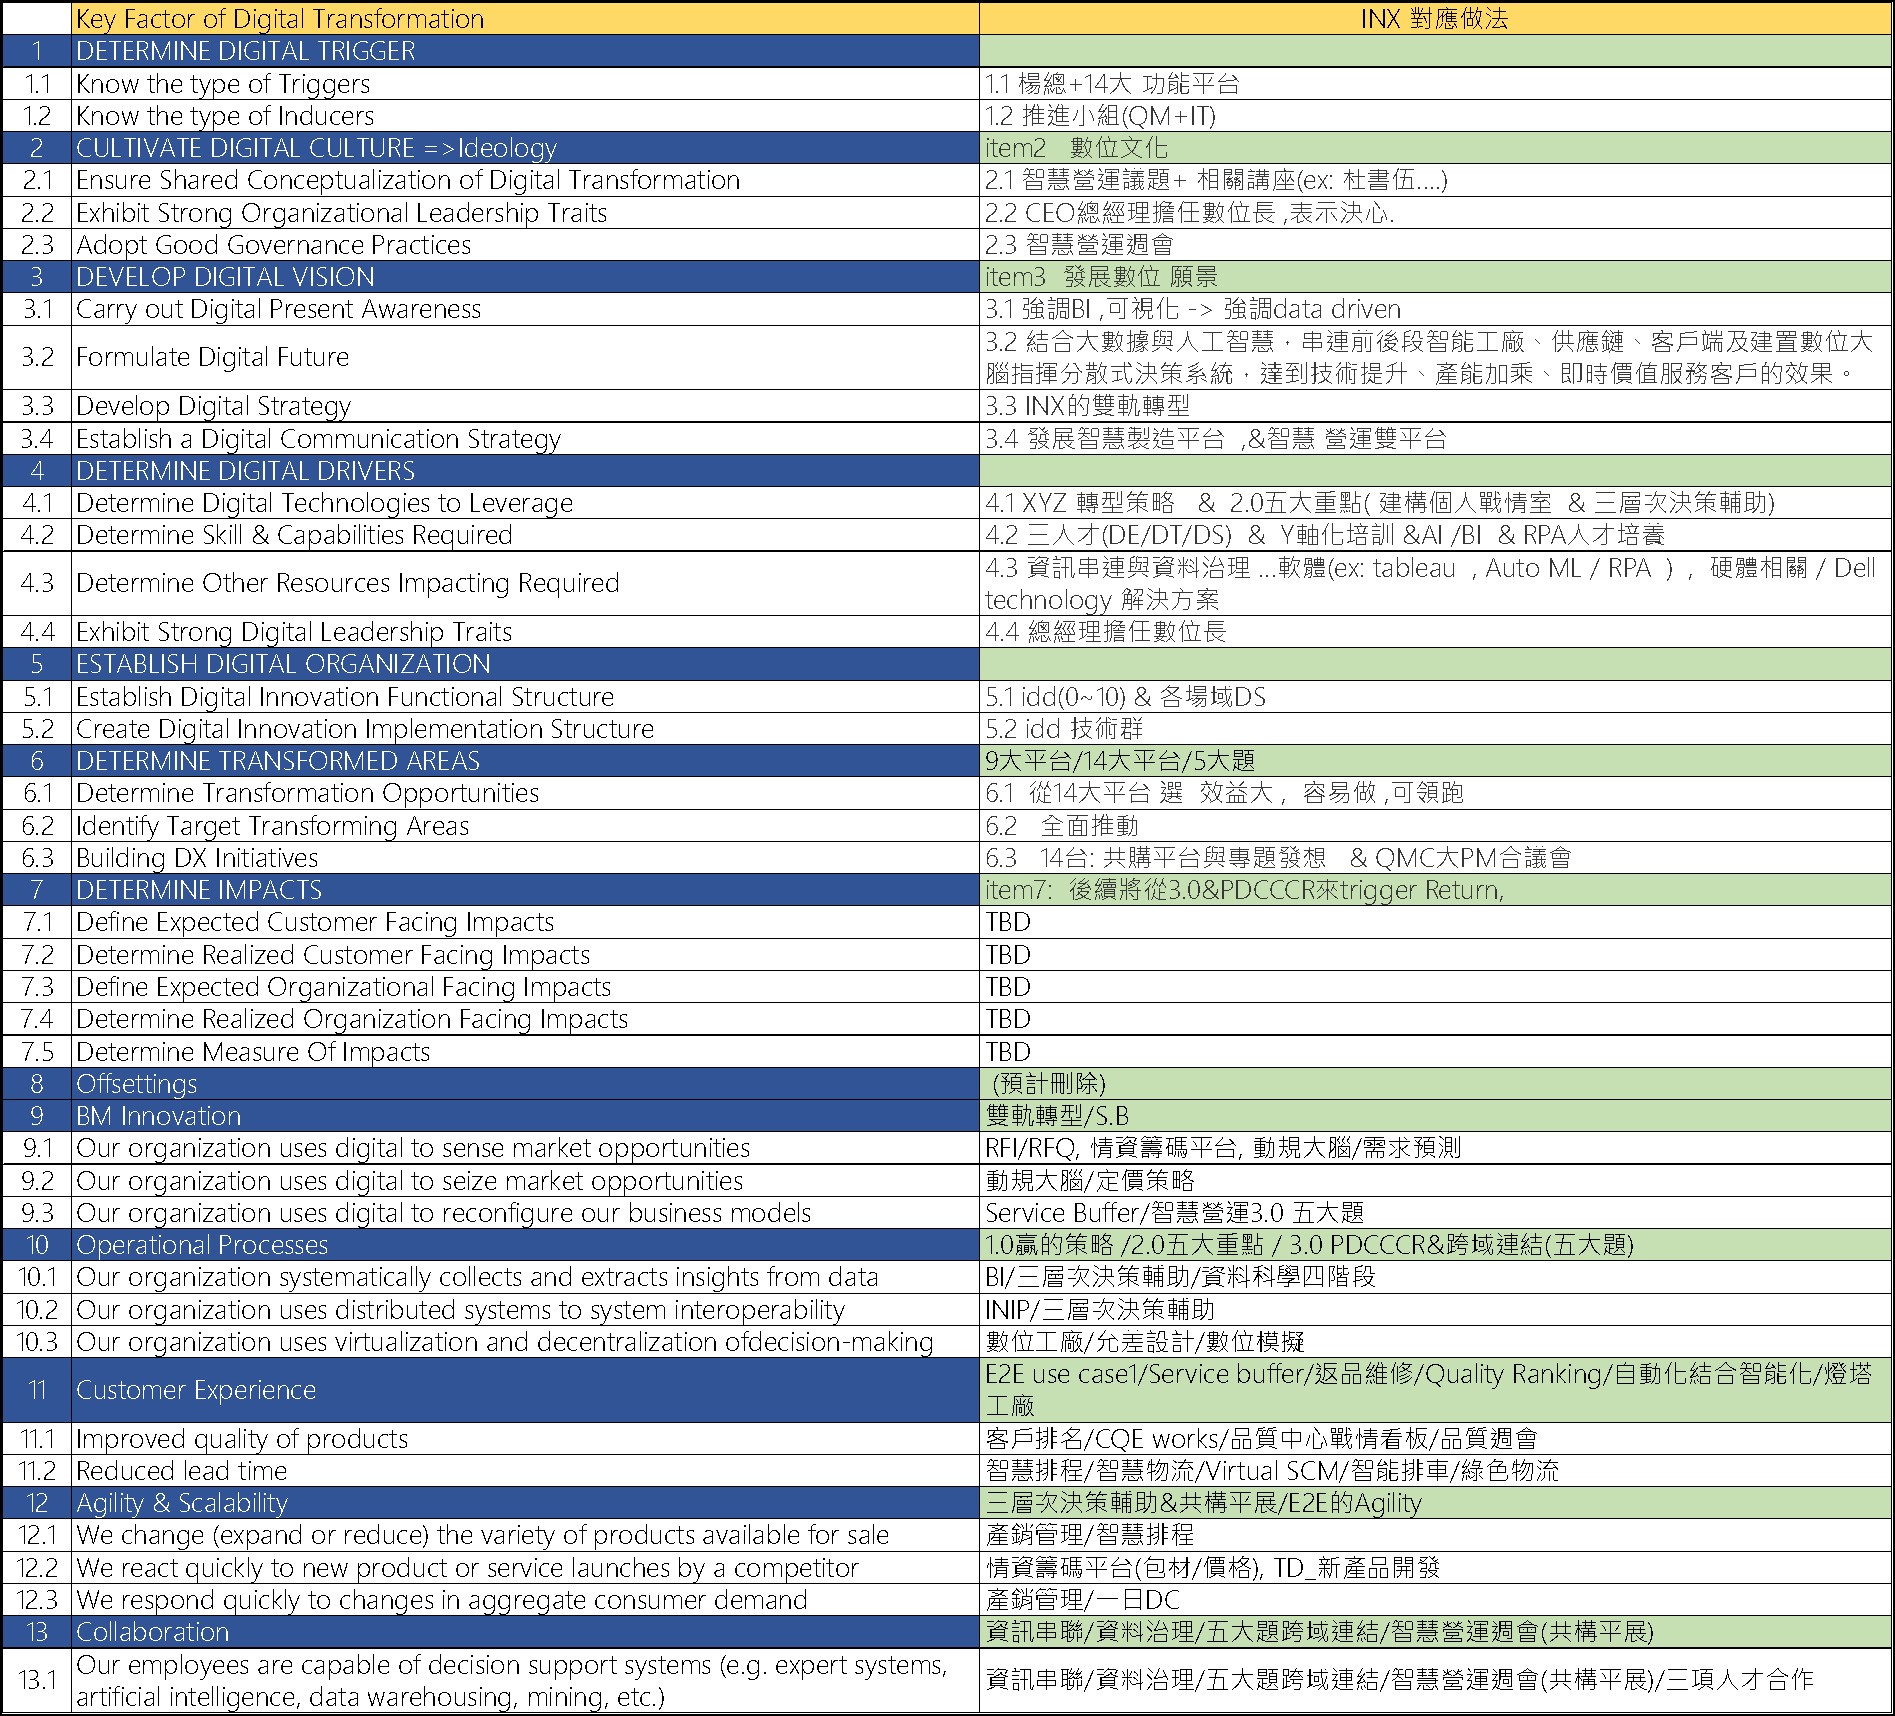 Key Factor of Digital Transformation INX 對應做法
1 DETERMINE DIGITAL TRIGGER
1.1 Know the type of Triggers 1.1 楊總+14大 功能平台
1.2 Know the type of Inducers 1.2 推進小組(QM+IT)
2 CULTIVATE DIGITAL CULTURE =>Ideology item2 數位文化
2.1 Ensure Shared Conceptualization of Digital Transformation 2.1 智慧營運議題+ 相關講座(ex: 杜書伍....)
2.2 Exhibit Strong Organizational Leadership Traits 2.2 CEO總經理擔任數位長 ,表示決心.
2.3 Adopt Good Governance Practices 2.3 智慧營運週會
3 DEVELOP DIGITAL VISION item3 發展數位 願景
3.1 Carry out Digital Present Awareness 3.1 強調BI ,可視化 -> 強調data driven
3.2 Formulate Digital Future 3.2 結合大數據與人工智慧，串連前後段智能工廠、供應鏈、客戶端及建置數位大
腦指揮分散式決策系統，達到技術提升、產能加乘、即時價值服務客戶的效果。
3.3 Develop Digital Strategy 3.3 INX的雙軌轉型
3.4 Establish a Digital Communication Strategy 3.4 發展智慧製造平台 ,&智慧 營運雙平台
4 DETERMINE DIGITAL DRIVERS
4.1 Determine Digital Technologies to Leverage 4.1 XYZ 轉型策略 & 2.0五大重點( 建構個人戰情室 & 三層次決策輔助)
4.2 Determine Skill & Capabilities Required 4.2 三人才(DE/DT/DS) & Y軸化培訓 &AI /BI & RPA人才培養
4.3 Determine Other Resources Impacting Required 4.3 資訊串連與資料治理 ...軟體(ex: tableau , Auto ML / RPA ) , 硬體相關 / Dell
technology 解決方案
4.4 Exhibit Strong Digital Leadership Traits 4.4 總經理擔任數位長
5 ESTABLISH DIGITAL ORGANIZATION
5.1 Establish Digital Innovation Functional Structure 5.1 idd(0~10) & 各場域DS
5.2 Create Digital Innovation Implementation Structure 5.2 idd 技術群
6 DETERMINE TRANSFORMED AREAS 9大平台/14大平台/5大題
6.1 Determine Transformation Opportunities 6.1 從14大平台 選 效益大 , 容易做 ,可領跑
6.2 Identify Target Transforming Areas 6.2 全面推動
6.3 Building DX Initiatives 6.3 14台: 共購平台與專題發想 & QMC大PM合議會
7 DETERMINE IMPACTS item7: 後續將從3.0&PDCCCR來trigger Return,
7.1 Define Expected Customer Facing Impacts TBD
7.2 Determine Realized Customer Facing Impacts TBD
7.3 Define Expected Organizational Facing Impacts TBD
7.4 Determine Realized Organization Facing Impacts TBD
7.5 Determine Measure Of Impacts TBD
8 Offsettings (預計刪除)
9 BM Innovation 雙軌轉型/S.B
9.1 Our organization uses digital to sense market opportunities RFI/RFQ, 情資籌碼平台, 動規大腦/需求預測
9.2 Our organization uses digital to seize market opportunities 動規大腦/定價策略
9.3 Our organization uses digital to reconfigure our business models Service Buffer/智慧營運3.0 五大題
10 Operational Processes 1.0贏的策略 /2.0五大重點 / 3.0 PDCCCR&跨域連結(五大題)
10.1 Our organization systematically collects and extracts insights from data BI/三層次決策輔助/資料科學四階段
10.2 Our organization uses distributed systems to system interoperability INIP/三層次決策輔助
10.3 Our organization uses virtualization and decentralization ofdecision-making 數位工廠/允差設計/數位模擬
11 Customer Experience E2E use case1/Service buffer/返品維修/Quality Ranking/自動化結合智能化/燈塔
工廠
11.1 Improved quality of products 客戶排名/CQE works/品質中心戰情看板/品質週會
11.2 Reduced lead time 智慧排程/智慧物流/Virtual SCM/智能排車/綠色物流
12 Agility & Scalability 三層次決策輔助&共構平展/E2E的Agility
12.1 We change (expand or reduce) the variety of products available for sale 產銷管理/智慧排程
12.2 We react quickly to new product or service launches by a competitor 情資籌碼平台(包材/價格), TD_新產品開發
12.3 We respond quickly to changes in aggregate consumer demand 產銷管理/一日DC
13 Collaboration 資訊串聯/資料治理/五大題跨域連結/智慧營運週會(共構平展)
13.1 Our employees are capable of decision support systems (e.g. expert systems,
artificial intelligence, data warehousing, mining, etc.) 資訊串聯/資料治理/五大題跨域連結/智慧營運週會(共構平展)/三項人才合作